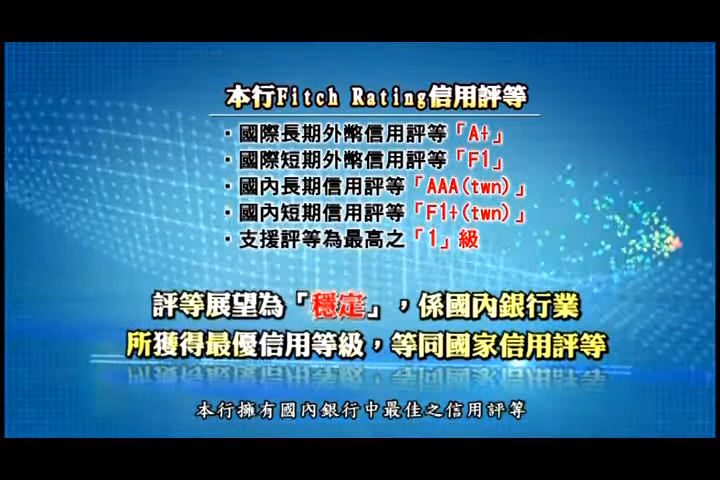 本行Fitch Rating信用評等
·國際長期外幣信用評等「A+」
·國際短期外幣信用評等「F1」
·國內長期信用評等「AAA(twn)」
·國內短期信用評等「F1+(twn)」
·支援評等為最高之「1」級
評等展望為「穩定」，係國內銀行業
所獲得最優信用等級，等同國家信用評等
本行擁有國內銀行中最佳之信用評等